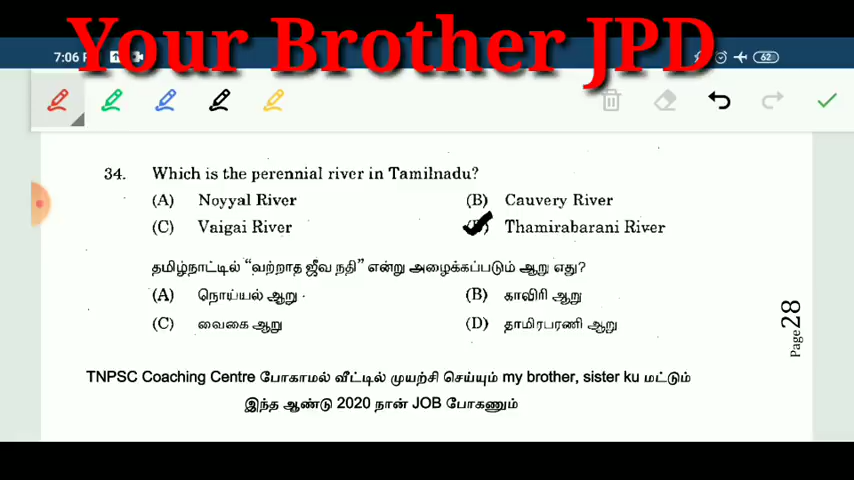 Your Brother JPD
7:06 P
62
34. Which is the perennial river in Tamilnadu?
(A) Noyyal River (B) Cauvery River
(C) Vaigai River (D) Thamirabarani River
தமிழ்நாட்டில் “வற்றாத ஜீவ நதி” என்று அழைக்கப்படும் ஆறு எது?
(A) நொய்யல் ஆறு (B) காவிரி ஆறு
(C) வைகை ஆறு (D) தாமிரபரணி ஆறு
Page 28
TNPSC Coaching Centre போகாமல் வீட்டில் முயற்சி செய்யும் my brother, sister ku மட்டும்
இந்த ஆண்டு 2020 நான் JOB போகணும்